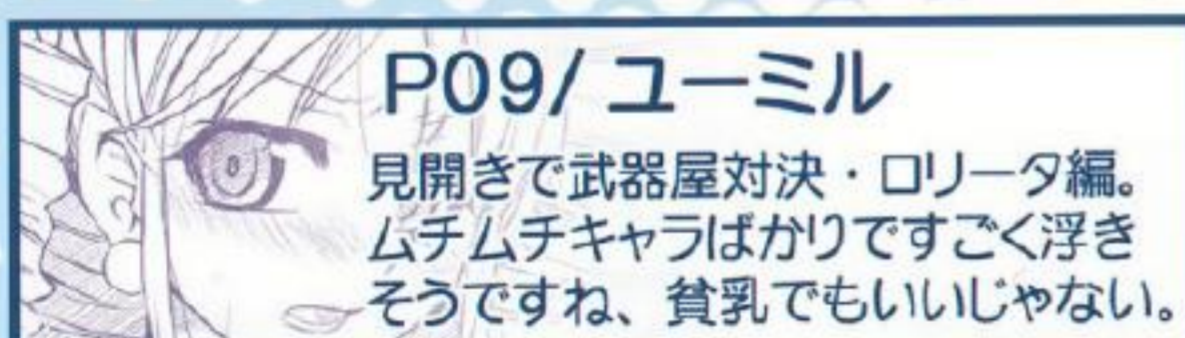 P09/ユーミル
見開きで武器屋対決・ロリータ編。
ムチムチキャラばかりですごく浮き
そうですね、貧乳でもいいじゃない。